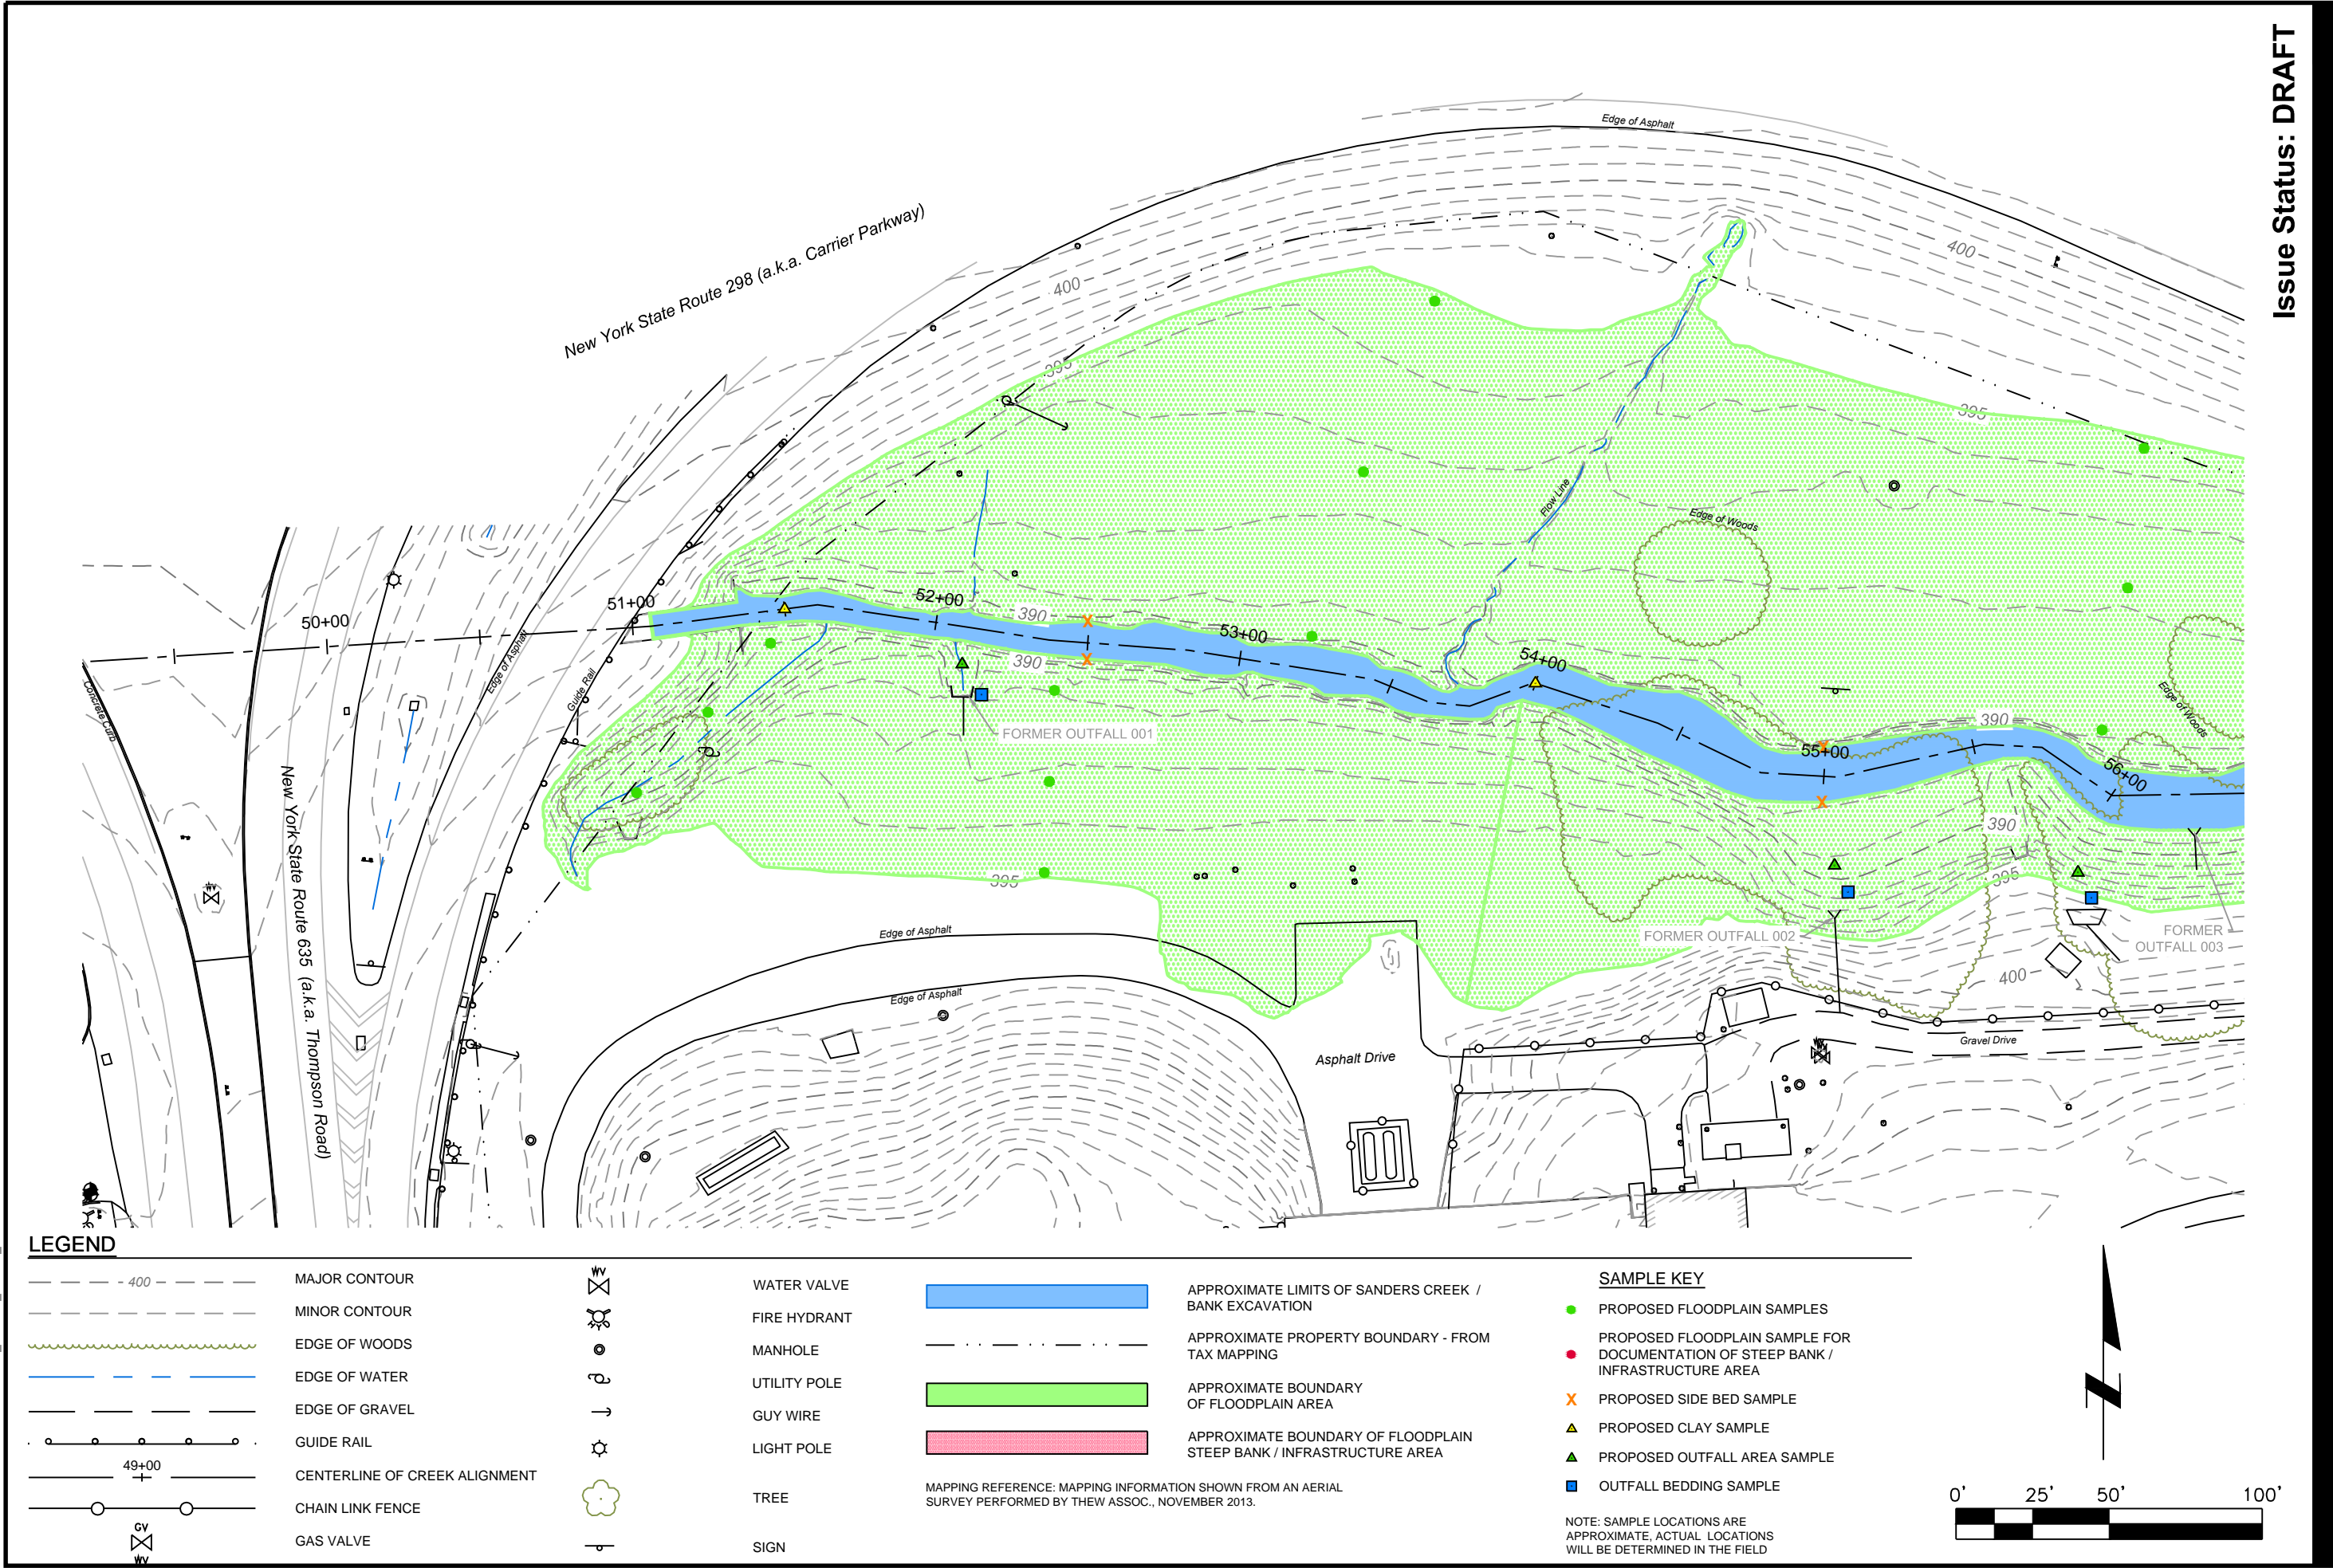 Issue Status: DRAFT
Edge of Asphalt
New York State Route 298 (a.k.a. Carrier Parkway)
400
400
395
395
Flow Line
Edge of Woods
50+00
51+00
52+00
53+00
54+00
55+00
56+00
390
390
390
390
395
395
400
Edge of Asphalt
Guide Rail
Concrete Curb
New York State Route 635 (a.k.a. Thompson Road)
FORMER OUTFALL 001
Edge of Woods
FORMER OUTFALL 002
FORMER
OUTFALL 003
WV
Edge of Asphalt
Edge of Asphalt
Asphalt Drive
Gravel Drive
WV
LEGEND
400
MAJOR CONTOUR
MINOR CONTOUR
EDGE OF WOODS
EDGE OF WATER
EDGE OF GRAVEL
GUIDE RAIL
49+00
CENTERLINE OF CREEK ALIGNMENT
CHAIN LINK FENCE
GV
GAS VALVE
WV
WV
WATER VALVE
FIRE HYDRANT
MANHOLE
UTILITY POLE
GUY WIRE
LIGHT POLE
TREE
SIGN
APPROXIMATE LIMITS OF SANDERS CREEK /
BANK EXCAVATION
APPROXIMATE PROPERTY BOUNDARY - FROM
TAX MAPPING
APPROXIMATE BOUNDARY
OF FLOODPLAIN AREA
APPROXIMATE BOUNDARY OF FLOODPLAIN
STEEP BANK / INFRASTRUCTURE AREA
MAPPING REFERENCE: MAPPING INFORMATION SHOWN FROM AN AERIAL
SURVEY PERFORMED BY THEW ASSOC., NOVEMBER 2013.
SAMPLE KEY
PROPOSED FLOODPLAIN SAMPLES
PROPOSED FLOODPLAIN SAMPLE FOR
DOCUMENTATION OF STEEP BANK /
INFRASTRUCTURE AREA
X PROPOSED SIDE BED SAMPLE
PROPOSED CLAY SAMPLE
PROPOSED OUTFALL AREA SAMPLE
OUTFALL BEDDING SAMPLE
NOTE: SAMPLE LOCATIONS ARE
APPROXIMATE, ACTUAL LOCATIONS
WILL BE DETERMINED IN THE FIELD
0' 25' 50' 100'